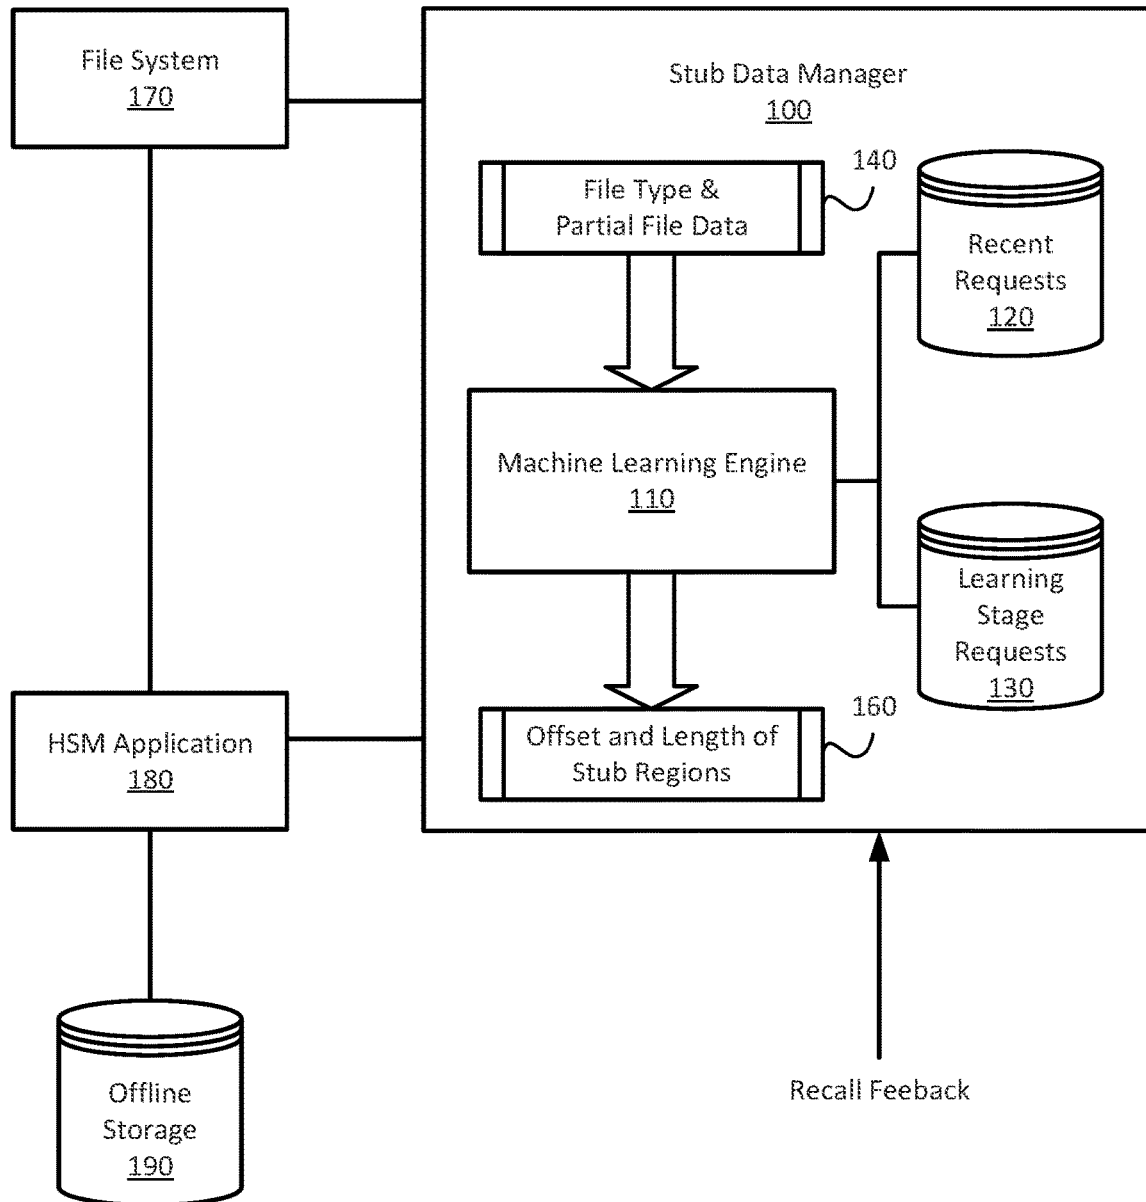 File System
170
Stub Data Manager
100
140
File Type &
Partial File Data
Recent
Requests
120
Machine Learning Engine
110
Learning
Stage
Requests
130
160
HSM Application
180
Offset and Length of
Stub Regions
Recall Feeback
Offline
Storage
190